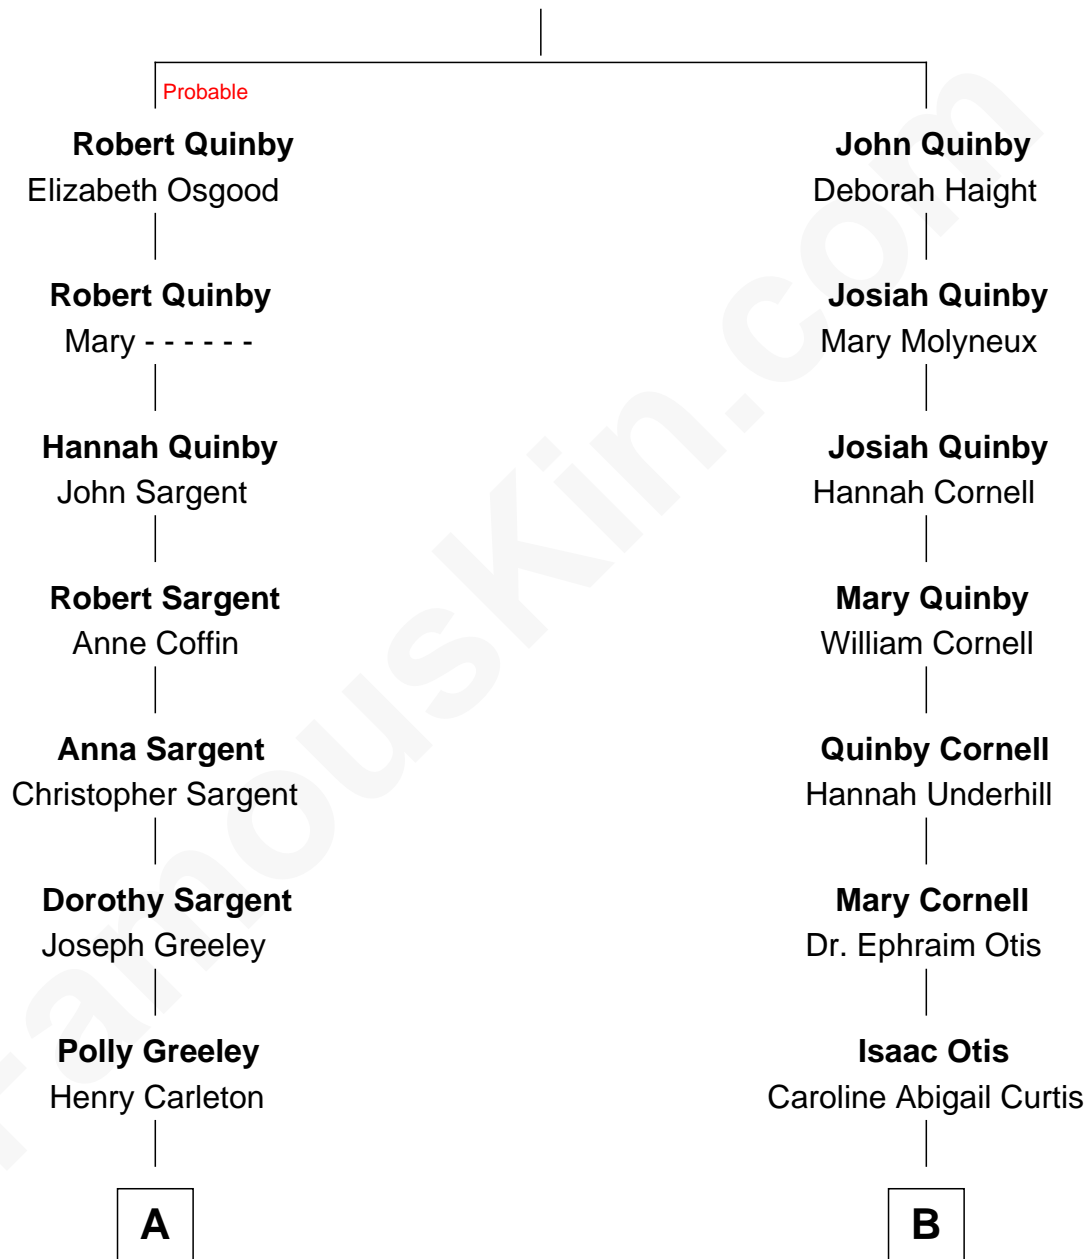 Probable
Robert Quinby
Elizabeth Osgood
Robert Quinby
Mary - - - - - -
Hannah Quinby
John Sargent
Robert Sargent
Anne Coffin
Anna Sargent
Christopher Sargent
Dorothy Sargent
Joseph Greeley
Polly Greeley
Henry Carleton
A
John Quinby
Deborah Haight
Josiah Quinby
Mary Molyneux
Josiah Quinby
Hannah Cornell
Mary Quinby
William Cornell
Quinby Cornell
Hannah Underhill
Mary Cornell
Dr. Ephraim Otis
Isaac Otis
Caroline Abigail Curtis
B
FamousKin.com